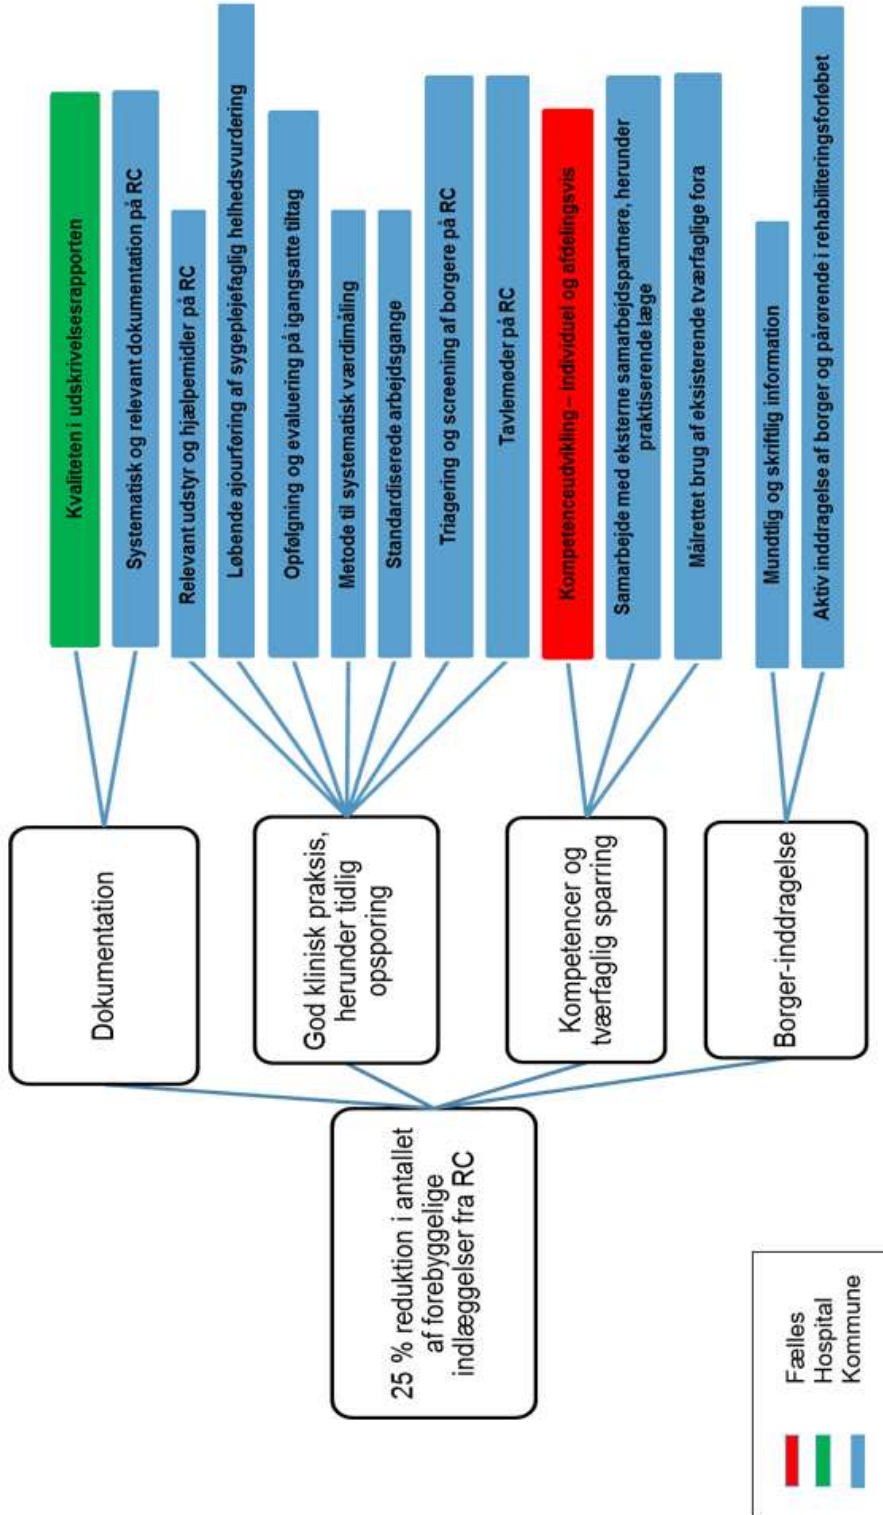 25 % reduktion i antallet
af forebyggelige
indlæggelser fra RC
Dokumentation
God klinisk praksis,
herunder tidlig
opsporing
Kompetencer og
tværfaglig sparring
Borger-inddragelse
Kvaliteten i udskrivelsesrapporten
Systematisk og relevant dokumentation på RC
Relevant udstyr og hjælpemidler på RC
Løbende ajourføring af sygeplejefaglig helhedsvurdering
Opfølgning og evaluering på igangsatte tiltag
Metode til systematisk værdimåling
Standardiserede arbejdsgange
Triagering og screening af borgere på RC
Tavlemøder på RC
Kompetenceudvikling – individuel og afdelingsvis
Samarbejde med eksterne samarbejdspartnere, herunder
praktiserende læge
Målrettet brug af eksisterende tværfaglige fora
Mundtlig og skriftlig information
Aktiv inddragelse af borger og pårørende i rehabiliteringsforløbet
Fælles
Hospital
Kommune